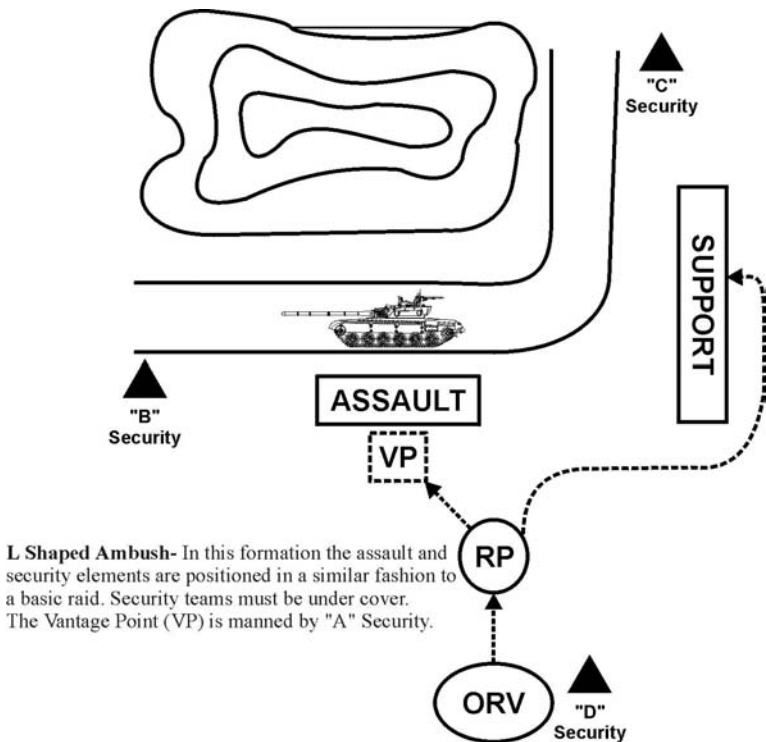 "C"
Security
SUPPORT
ASSAULT
"B"
Security
VP
RP
L Shaped Ambush- In this formation the assault and
security elements are positioned in a similar fashion to
a basic raid. Security teams must be under cover.
The Vantage Point (VP) is manned by "A" Security.
ORV
"D"
Security